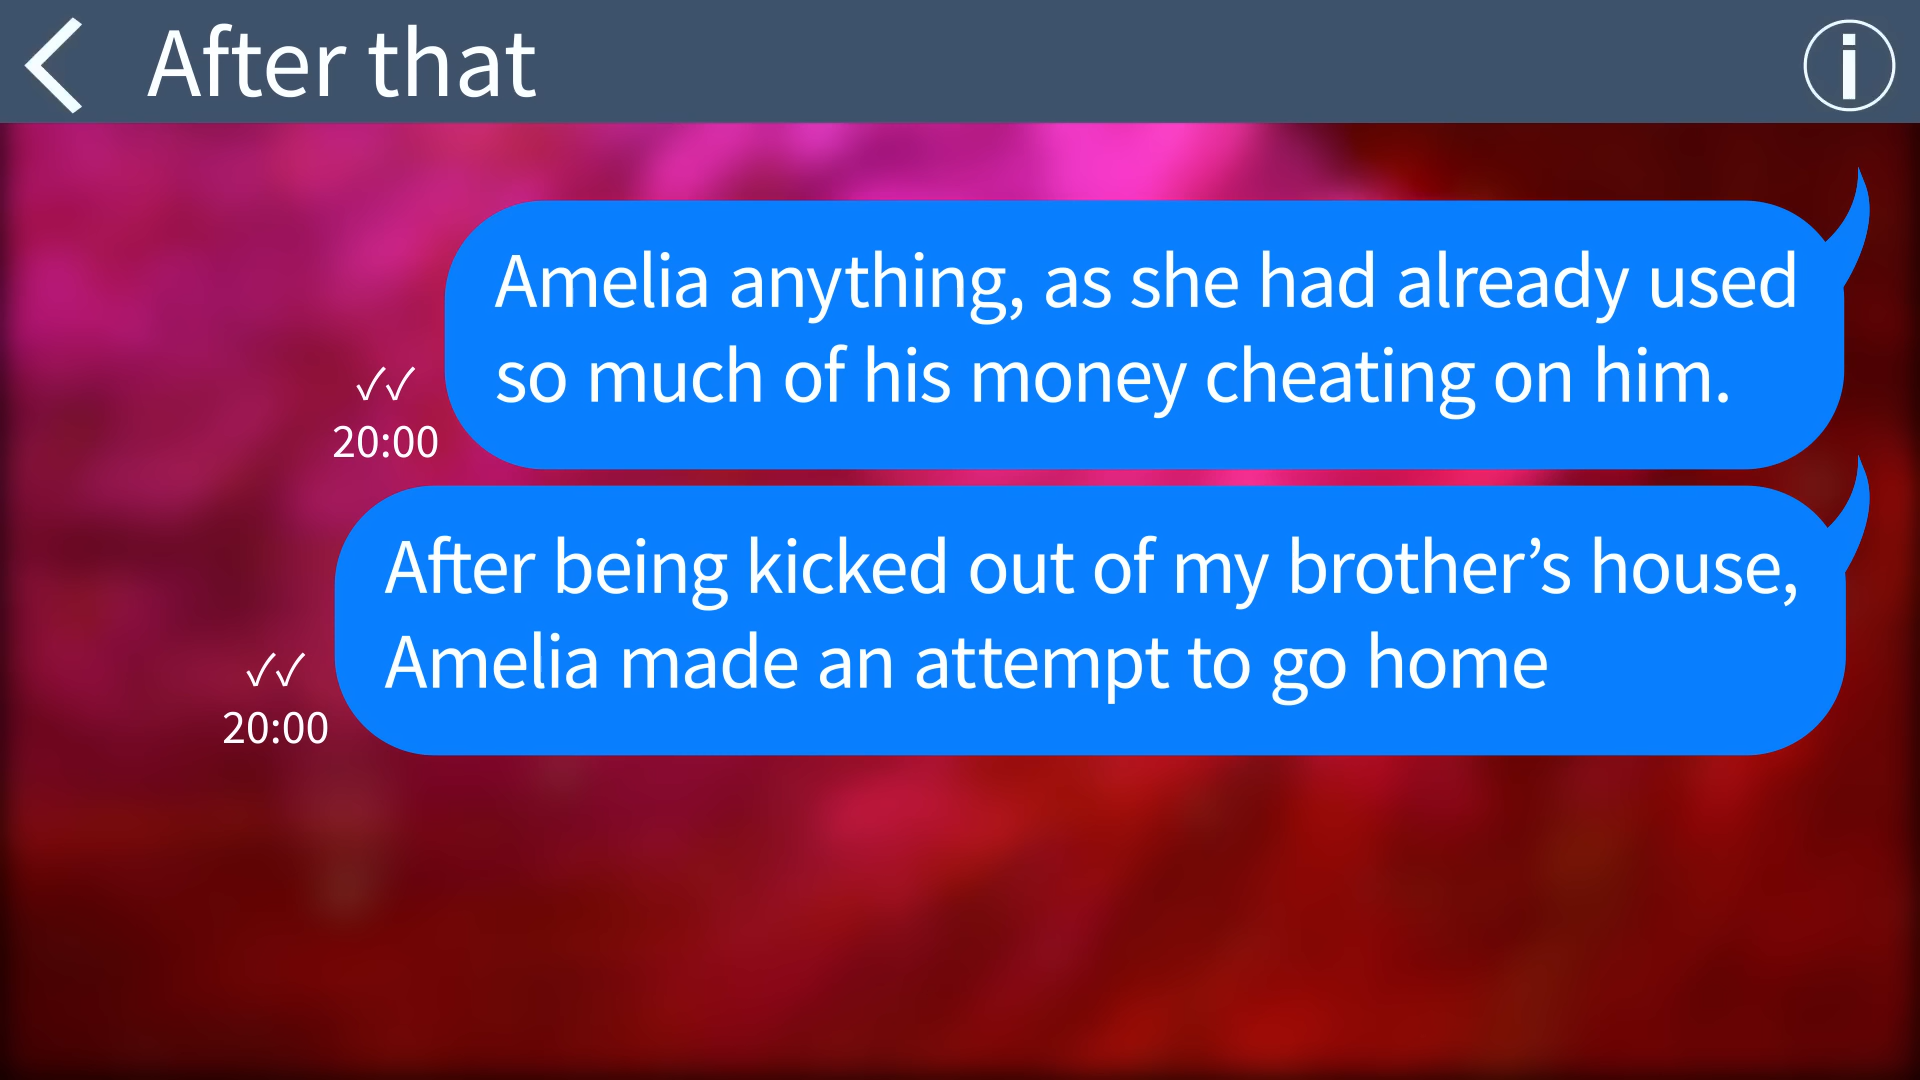 After that
Amelia anything, as she had already used
so much of his money cheating on him.
✓✓
20:00
After being kicked out of my brother’s house,
Amelia made an attempt to go home
✓✓
20:00